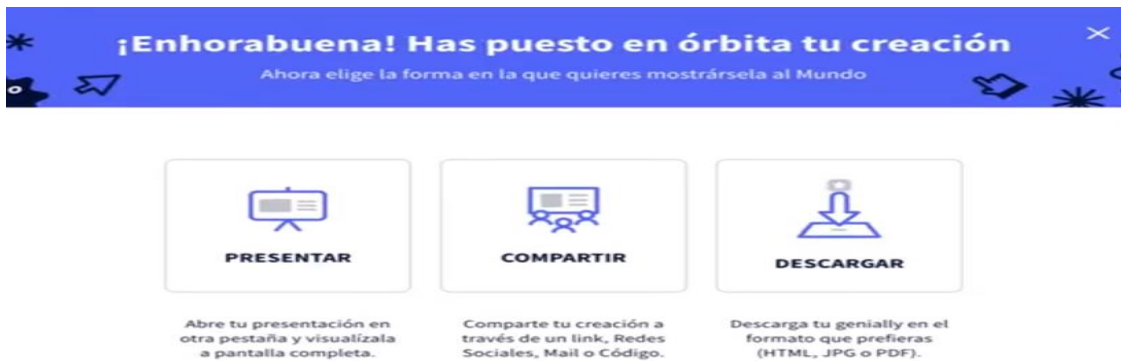 ¡Enhorabuena! Has puesto en órbita tu creación
Ahora elige la forma en la que quieres mostrársela al Mundo
PRESENTAR
Abre tu presentación en
otra pestaña y visualízala
a pantalla completa.
COMPARTIR
Comparte tu creación a
través de un link, Redes
Sociales, Mail o Código.
DESCARGAR
Descarga tu genially en el
formato que prefieras
(HTML, JPG o PDF).